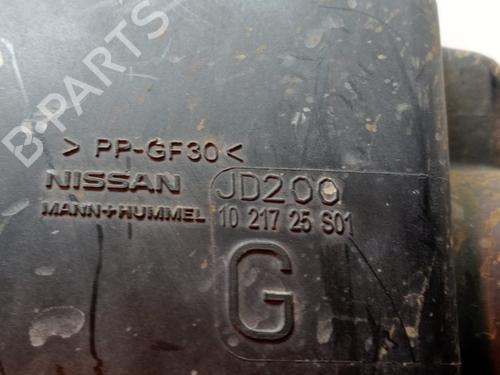 B-PARTS
> PP-GF30 <
NISSAN JD200
MANN+HUMMEL 10 217 25 S01
G